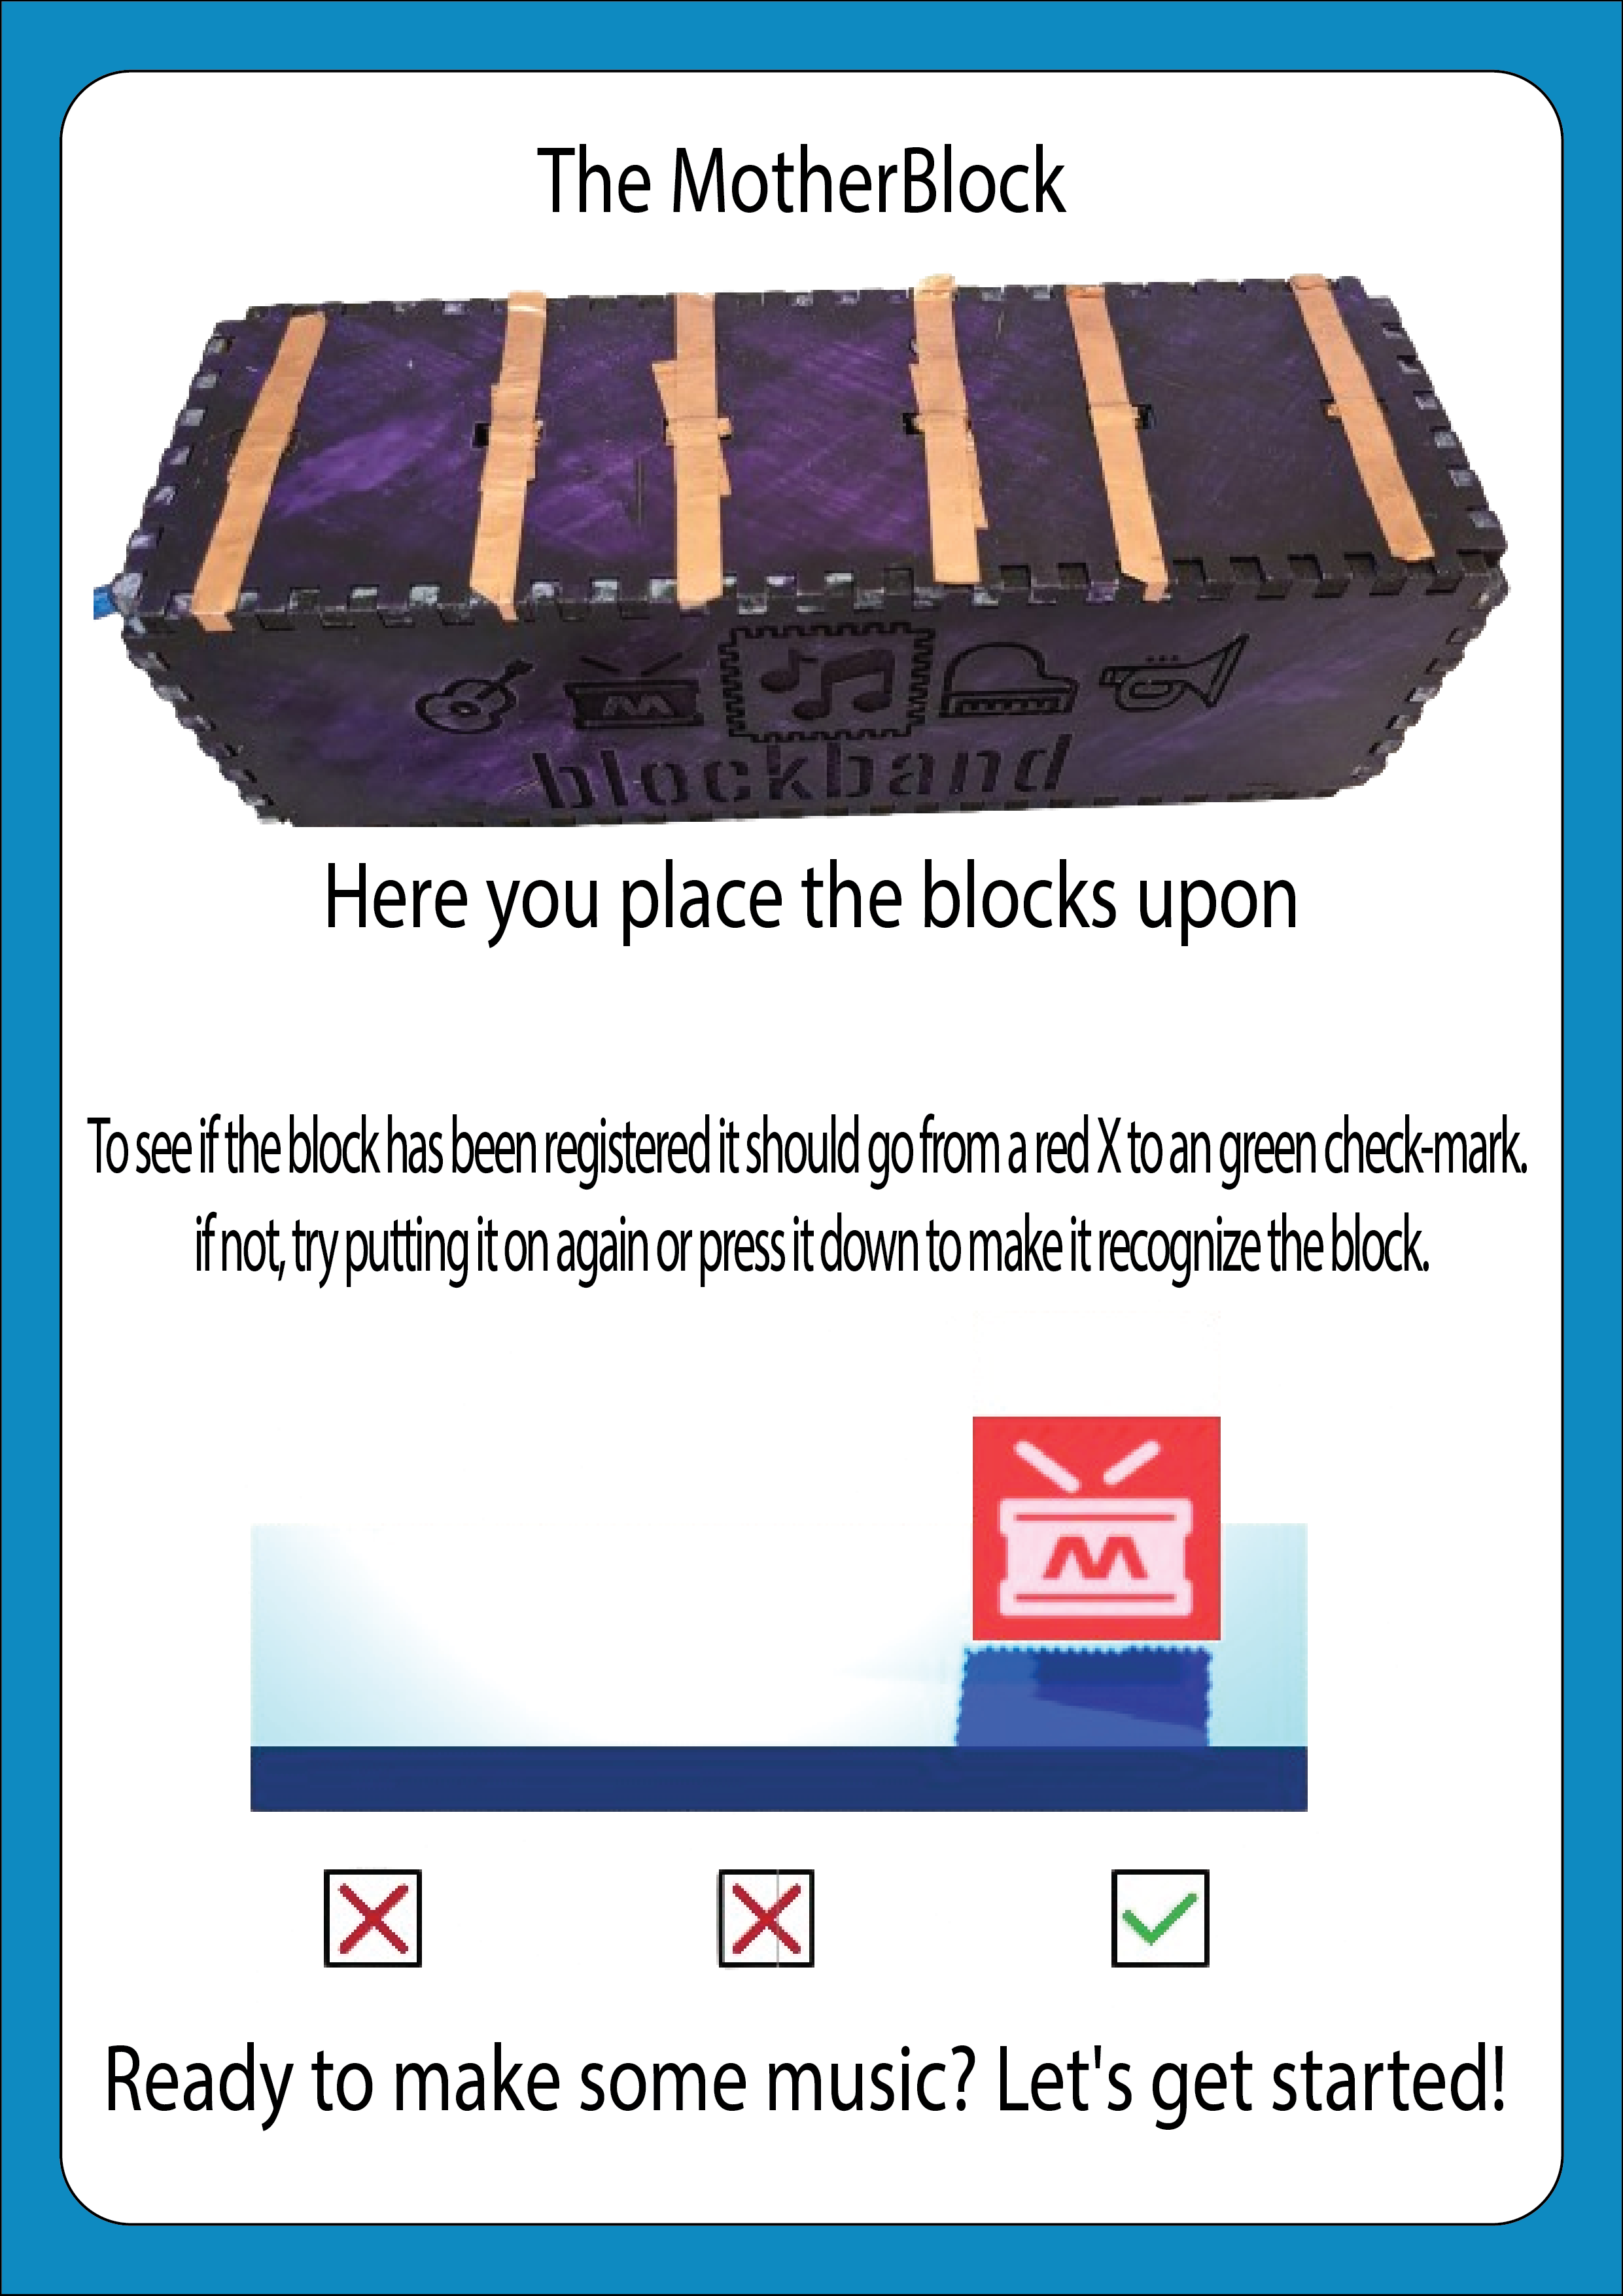 The MotherBlock
blockband
Here you place the blocks upon
To see if the block has been registered it should go from a red X to an green check-mark.
if not, try putting it on again or press it down to make it recognize the block.
Ready to make some music? Let's get started!